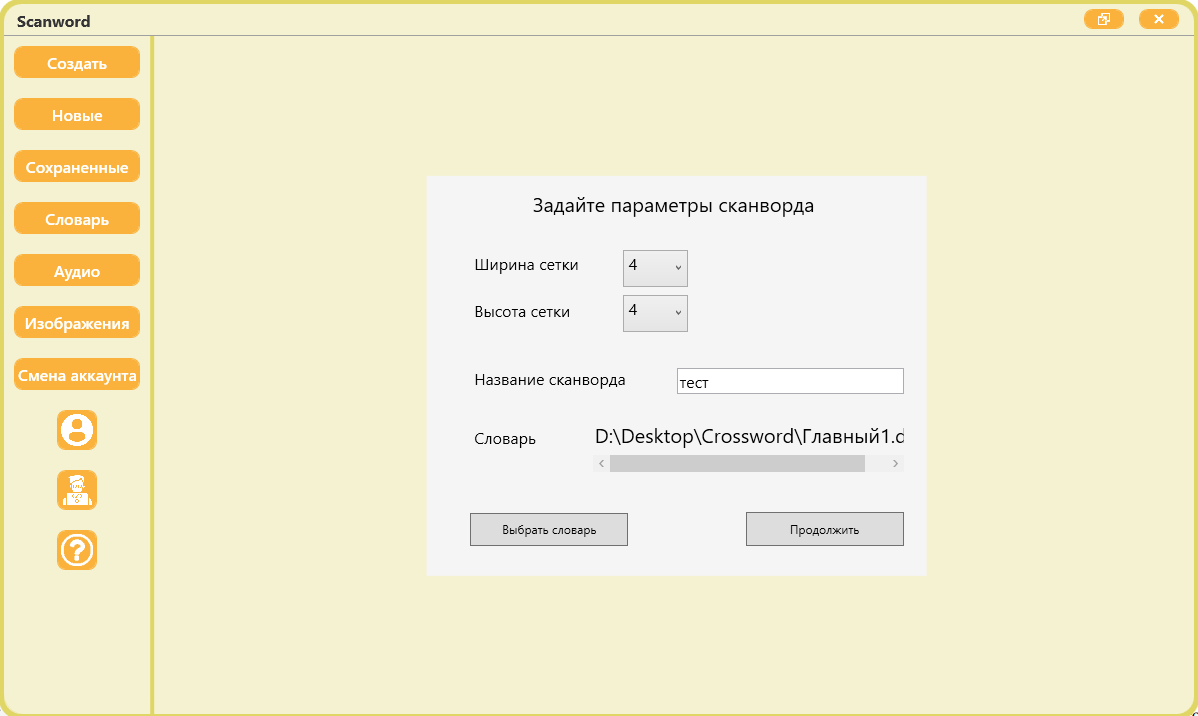 Scanword
Создать
Новые
Сохраненные
Словарь
Аудио
Изображения
Смена аккаунта
Задайте параметры сканворда
Ширина сетки 4
Высота сетки 4
Название сканворда тест
Словарь D:\Desktop\Crossword\Главный1.d
Выбрать словарь Продолжить